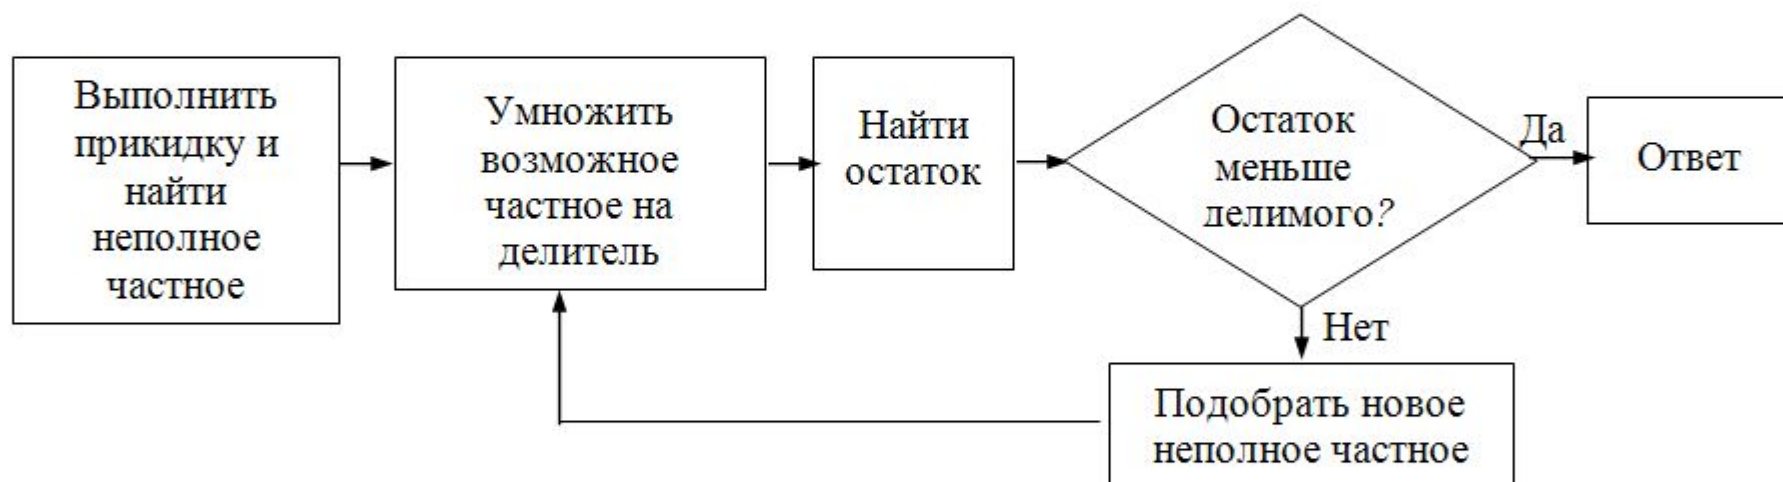 Выполнить
прикидку и
найти
неполное
частное
Умножить
возможное
частное на
делитель
Найти
остаток
Остаток
меньше
делимого?
Да
Ответ
Нет
Подобрать новое
неполное частное